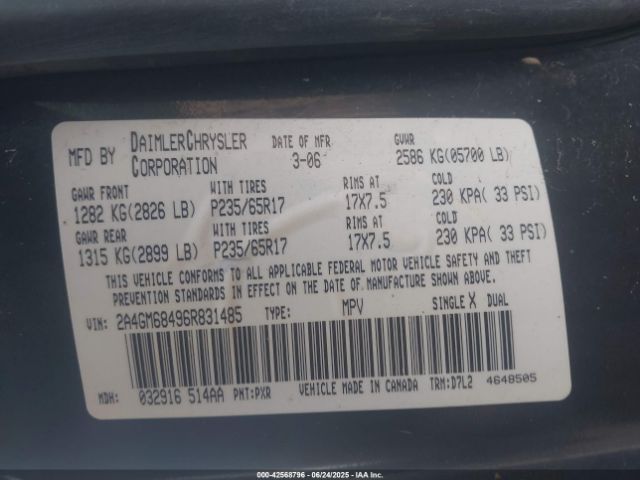 MFD BY DAIMLERCHRYSLER CORPORATION DATE OF MFR 3-06 GVWR 2586 KG(05700 LB)
GAWR FRONT WITH TIRES RIMS AT COLD
1282 KG(2826 LB) P235/65R17 17X7.5 230 KPA( 33 PSI)
GAWR REAR WITH TIRES RIMS AT COLD
1315 KG(2899 LB) P235/65R17 17X7.5 230 KPA( 33 PSI)
THIS VEHICLE CONFORMS TO ALL APPLICABLE FEDERAL MOTOR VEHICLE SAFETY AND THEFT
PREVENTION STANDARDS IN EFFECT ON THE DATE OF MANUFACTURE SHOWN ABOVE.
VIN: 2A4GM68496R831485 TYPE: MPV SINGLE X DUAL
MDH: 032916 514AA PNT:PXR VEHICLE MADE IN CANADA TRM:D7L2 4648505
000-42568796 - 06/24/2025 - IAAI.COM